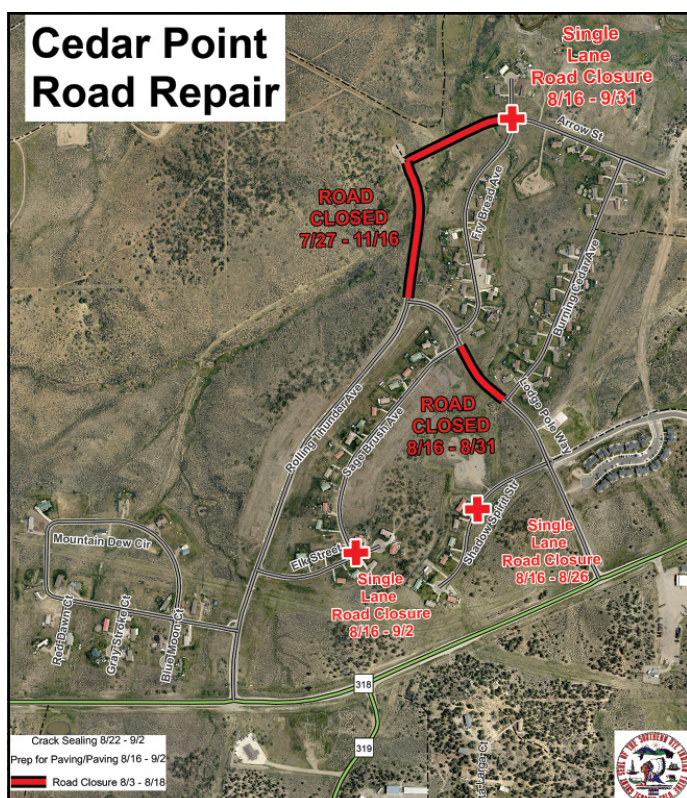 Cedar Point
Road Repair
Single
Lane
Road Closure
8/16 - 9/31
Arrow St
ROAD
CLOSED
7/27 - 11/16
Fry Bread Ave
Burning Cedar Ave
Rolling Thunder Ave
Sage Brush Ave
ROAD
CLOSED
8/16 - 8/31
Lodge Pole Way
Shadow Spirit Str
Single
Lane
Road Closure
8/16 - 8/26
Mountain Dew Cir
Elk Street
Single
Lane
Road Closure
8/16 - 9/2
Red Dawn Ct
Gray Stroke Ct
Blue Moon Ct
318
319
Crack Sealing 8/22 - 9/2
Prep for Paving/Paving 8/16 - 9/2
Road Closure 8/3 - 8/18